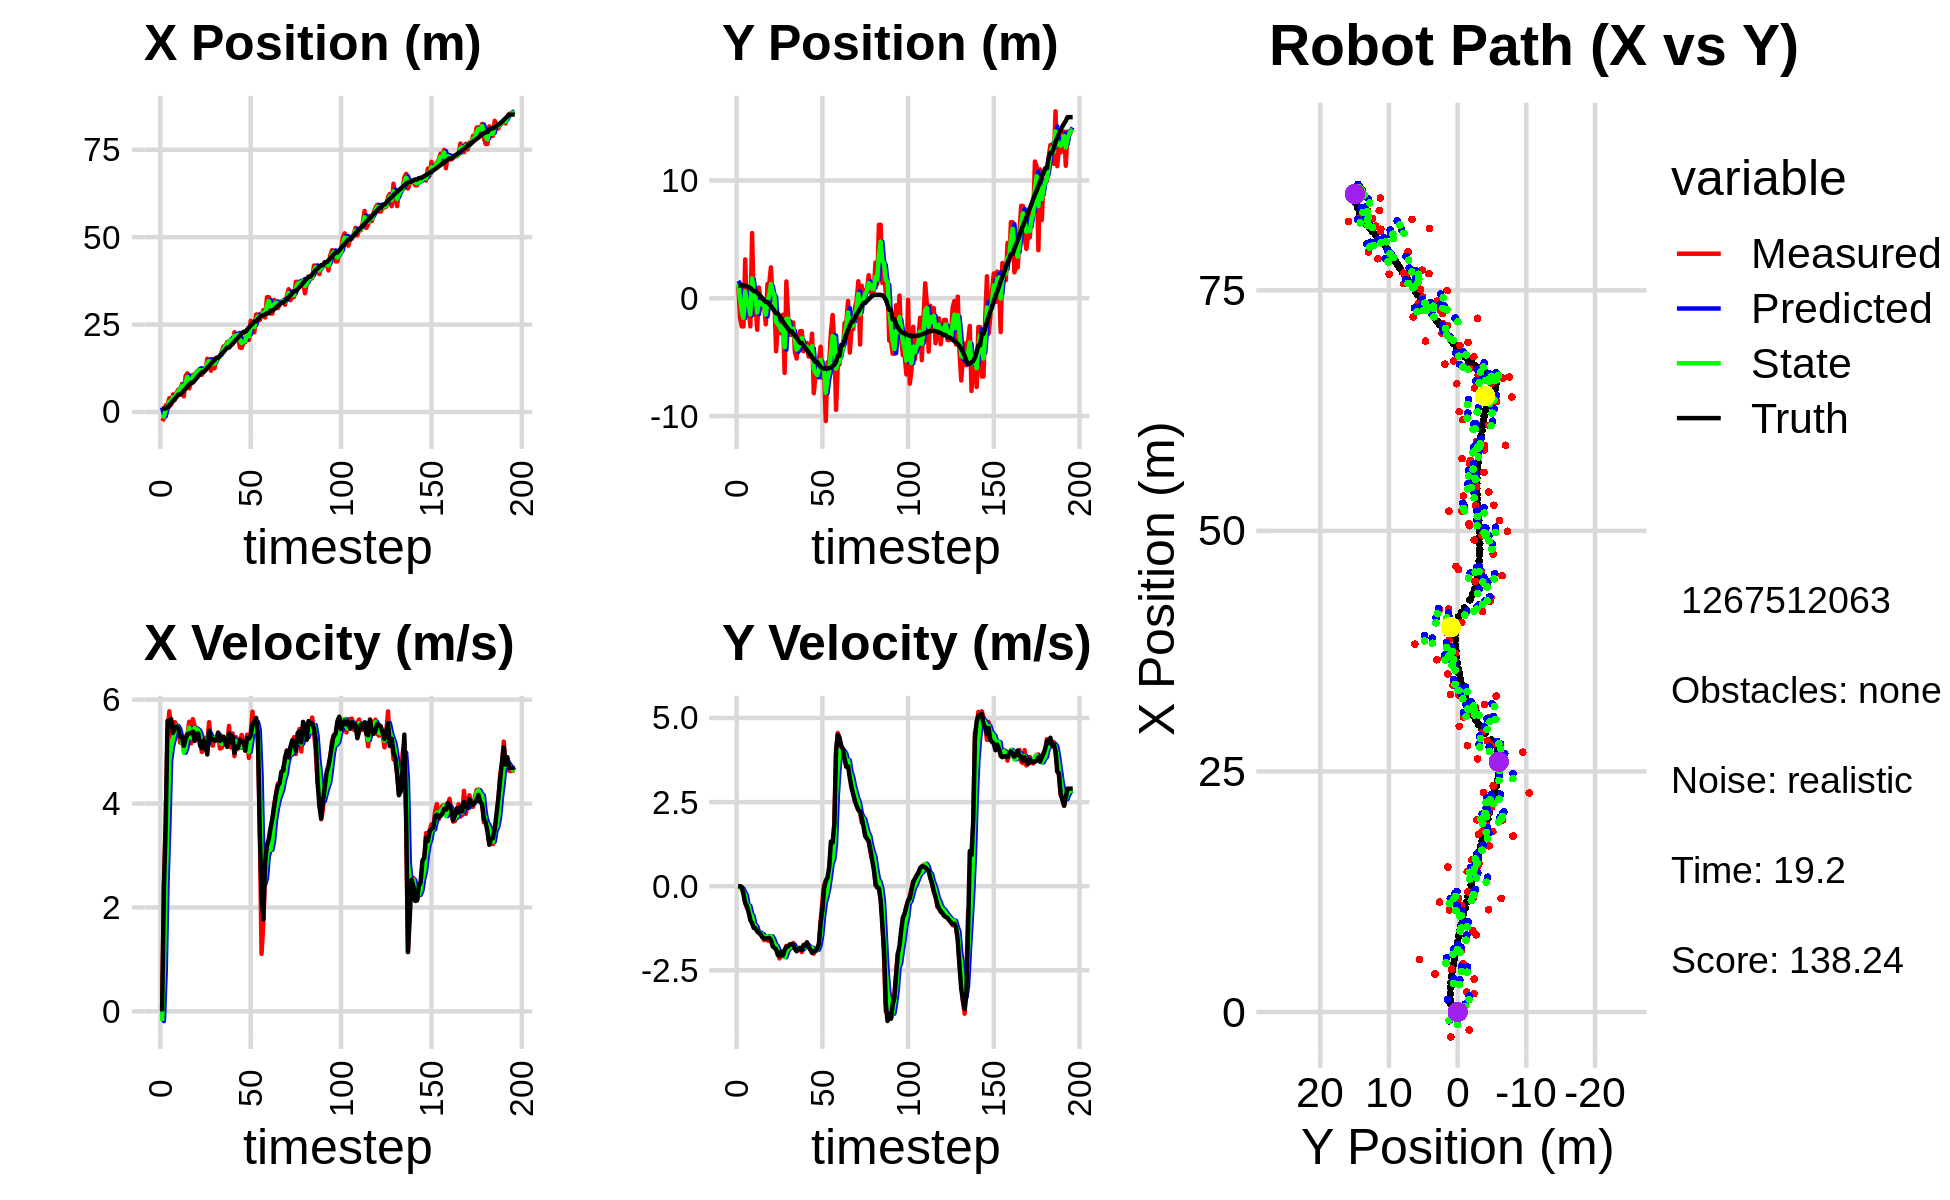 X Position (m)
75
50
25
0
0
50
100
150
200
timestep
Y Position (m)
10
0
-10
0
50
100
150
200
timestep
X Velocity (m/s)
6
4
2
0
0
50
100
150
200
timestep
Y Velocity (m/s)
5.0
2.5
0.0
-2.5
0
50
100
150
200
timestep
Robot Path (X vs Y)
X Position (m)
75
50
25
0
20 10 0 -10 -20
Y Position (m)
variable
Measured
Predicted
State
Truth
1267512063
Obstacles: none
Noise: realistic
Time: 19.2
Score: 138.24